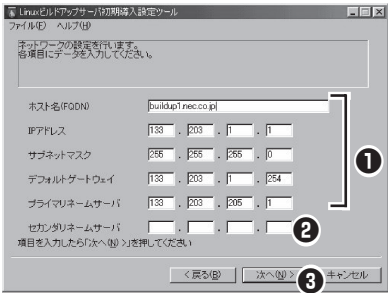 Linuxビルドアップサーバ初期導入設定ツール
ファイル(F) ヘルプ(H)
ネットワークの設定を行います。
各項目にデータを入力してください。
ホスト名(FQDN) buildup1.nec.co.jp
IPアドレス 133 . 203 . 1 . 1
サブネットマスク 255 . 255 . 255 . 0
デフォルトゲートウェイ 133 . 203 . 1 . 254
プライマリネームサーバ 133 . 203 . 205 . 1
セカンダリネームサーバ . . .
項目を入力したら「次へ(N) >」を押してください
< 戻る(B) 次へ(N) > キャンセル
1
2
3